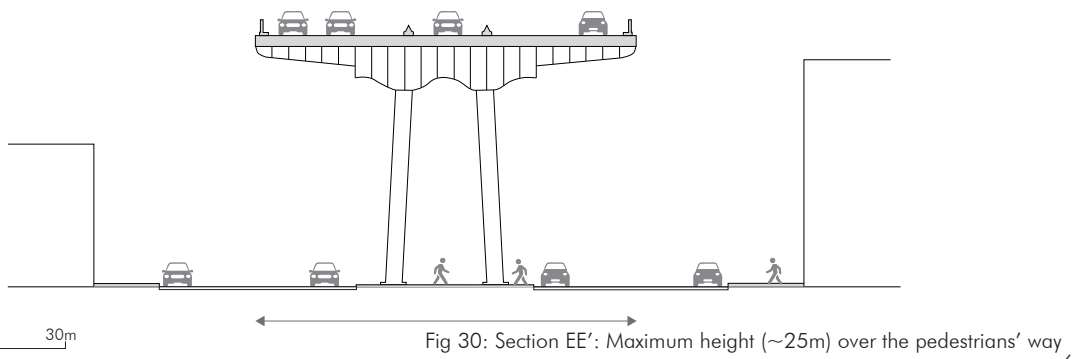 30m
Fig 30: Section EE': Maximum height (~25m) over the pedestrians' way